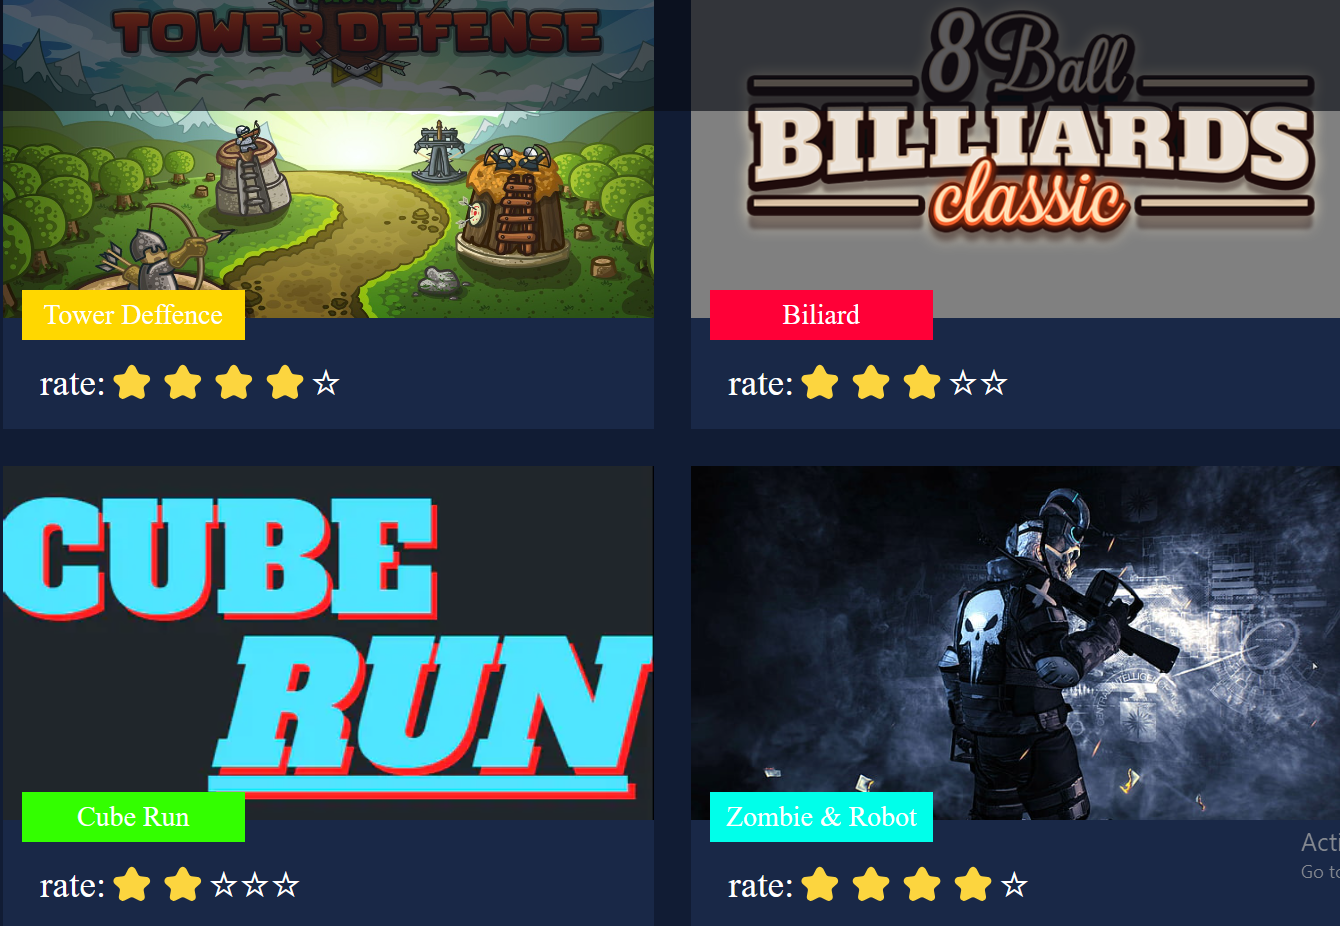 TOWER DEFENSE
8 Ball
BILLIARDS
classic
Tower Deffence
Biliard
rate:
rate:
CUBE
RUN
Cube Run
Zombie & Robot
rate:
rate:
Acti
Go to